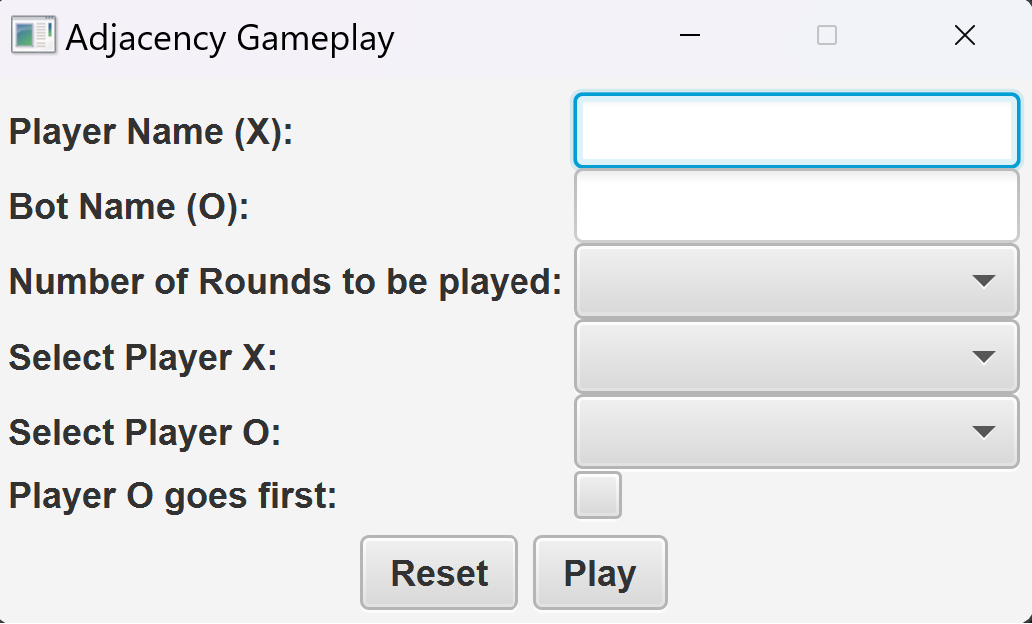 Adjacency Gameplay
Player Name (X):
Bot Name (O):
Number of Rounds to be played:
Select Player X:
Select Player O:
Player O goes first:
Reset Play